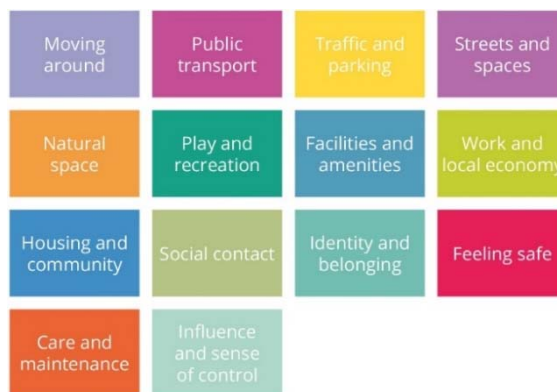 Moving
around
Public
transport
Traffic and
parking
Streets and
spaces
Natural
space
Play and
recreation
Facilities and
amenities
Work and
local economy
Housing and
community
Social contact
Identity and
belonging
Feeling safe
Care and
maintenance
Influence
and sense
of control